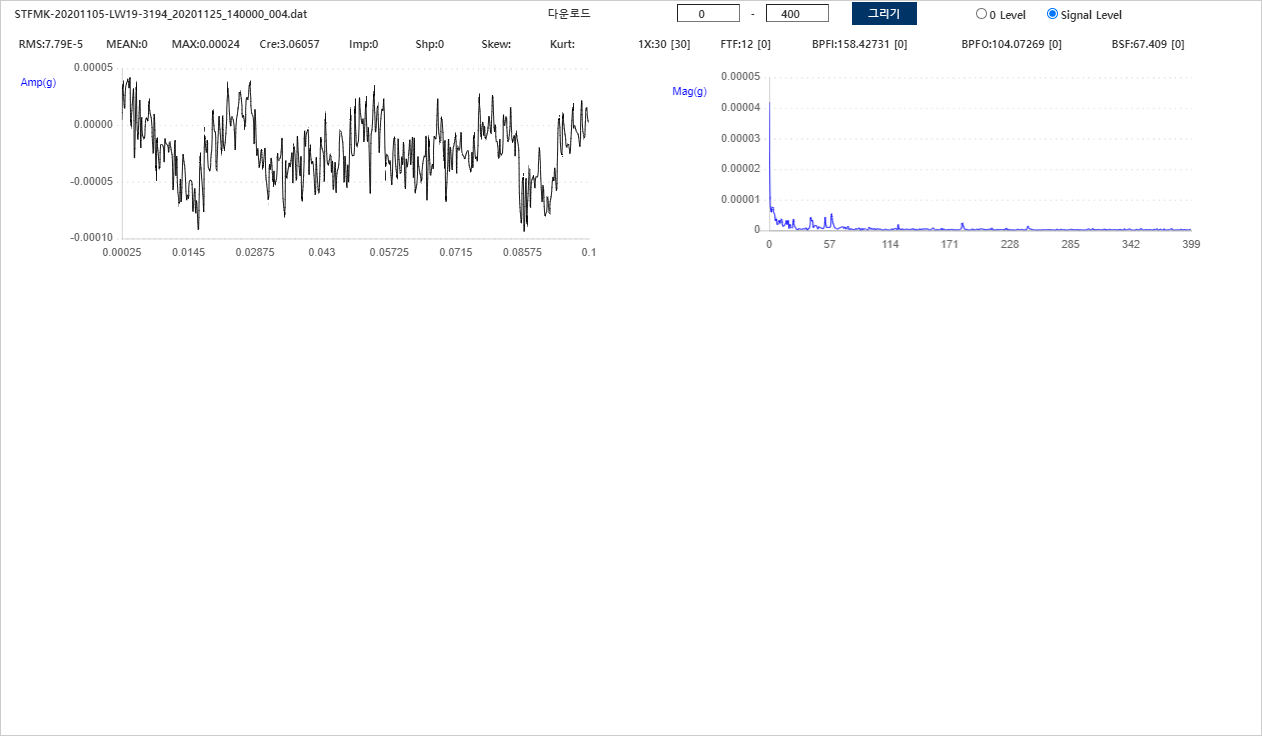 STFMK-20201105-LW19-3194_20201125_140000_004.dat 다운로드 0 - 400 그리기 0 Level Signal Level
RMS:7.79E-5 MEAN:0 MAX:0.00024 Cre:3.06057 Imp:0 Shp:0 Skew: Kurt: 1X:30 [30] FTF:12 [0] BPFI:158.42731 [0] BPFO:104.07269 [0] BSF:67.409 [0]
Amp(g)
0.00005
0.00000
-0.00005
-0.00010
0.00025 0.0145 0.02875 0.043 0.05725 0.0715 0.08575 0.1
Mag(g)
0.00005
0.00004
0.00003
0.00002
0.00001
0
0 57 114 171 228 285 342 399